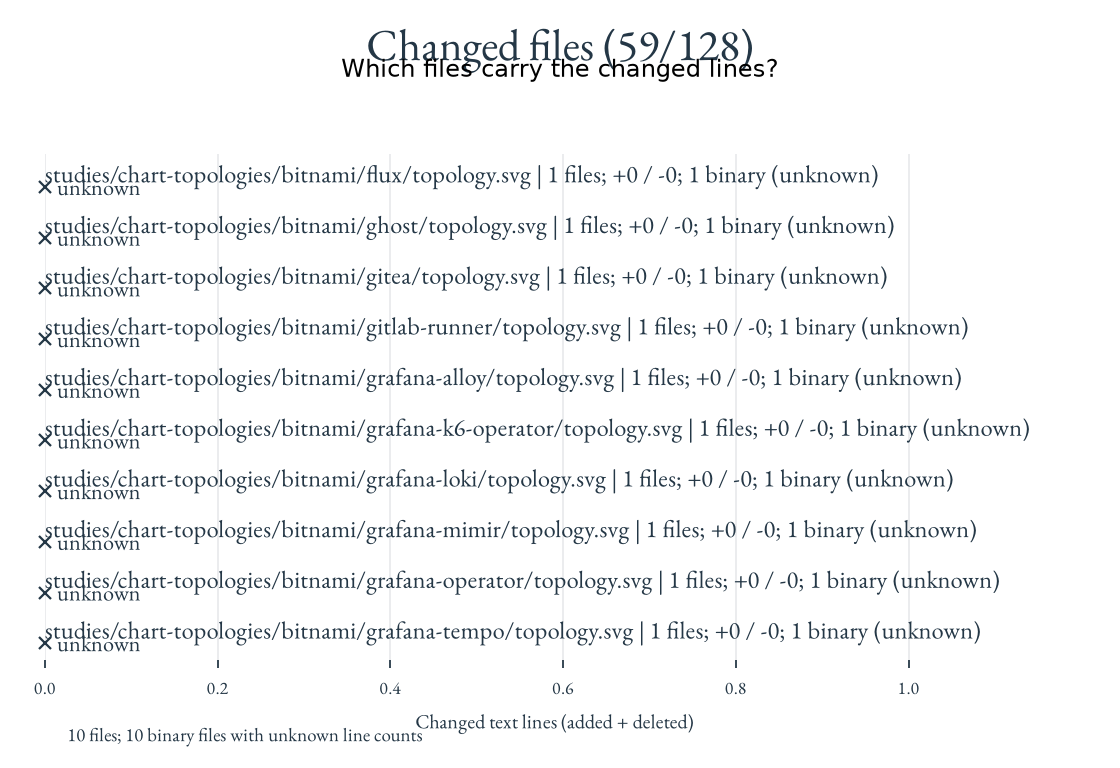 Changed files (59/128)
Which files carry the changed lines?
studies/chart-topologies/bitnami/flux/topology.svg | 1 files; +0 / -0; 1 binary (unknown)
unknown
studies/chart-topologies/bitnami/ghost/topology.svg | 1 files; +0 / -0; 1 binary (unknown)
unknown
studies/chart-topologies/bitnami/gitea/topology.svg | 1 files; +0 / -0; 1 binary (unknown)
unknown
studies/chart-topologies/bitnami/gitlab-runner/topology.svg | 1 files; +0 / -0; 1 binary (unknown)
unknown
studies/chart-topologies/bitnami/grafana-alloy/topology.svg | 1 files; +0 / -0; 1 binary (unknown)
unknown
studies/chart-topologies/bitnami/grafana-k6-operator/topology.svg | 1 files; +0 / -0; 1 binary (unknown)
unknown
studies/chart-topologies/bitnami/grafana-loki/topology.svg | 1 files; +0 / -0; 1 binary (unknown)
unknown
studies/chart-topologies/bitnami/grafana-mimir/topology.svg | 1 files; +0 / -0; 1 binary (unknown)
unknown
studies/chart-topologies/bitnami/grafana-operator/topology.svg | 1 files; +0 / -0; 1 binary (unknown)
unknown
studies/chart-topologies/bitnami/grafana-tempo/topology.svg | 1 files; +0 / -0; 1 binary (unknown)
unknown
0.0 0.2 0.4 0.6 0.8 1.0
Changed text lines (added + deleted)
10 files; 10 binary files with unknown line counts